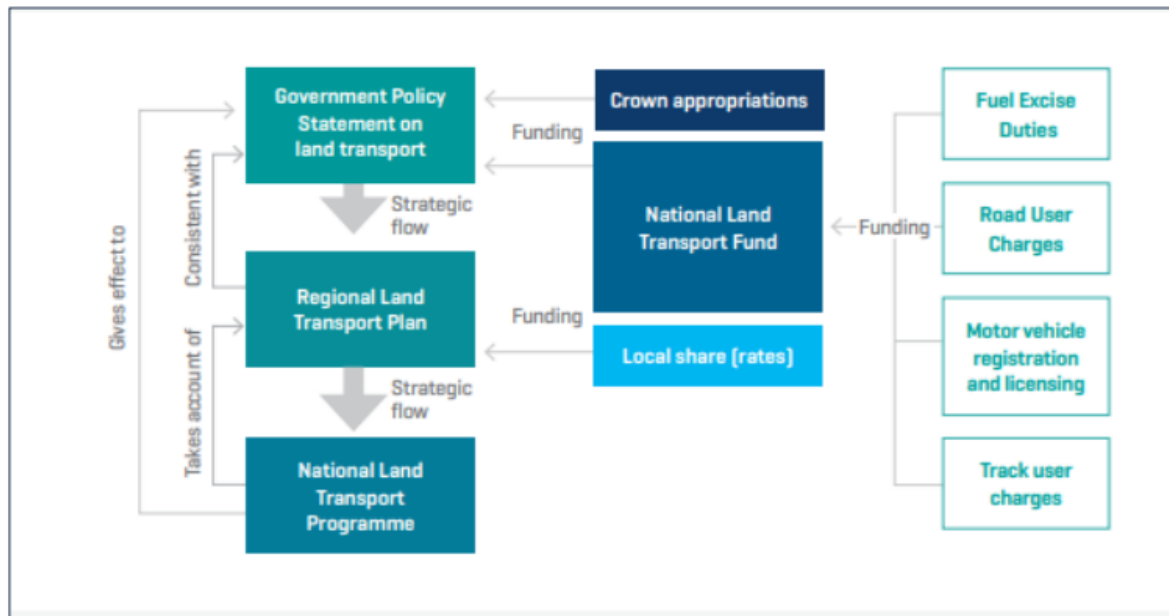 Government Policy
Statement on
land transport
Crown appropriations
Fuel Excise
Duties
Funding
National Land
Transport Fund
Strategic
flow
Consistent with
Gives effect to
Funding
Road User
Charges
Regional Land
Transport Plan
Funding
Local share (rates)
Motor vehicle
registration
and licensing
Strategic
flow
Takes account of
National Land
Transport
Programme
Track user
charges